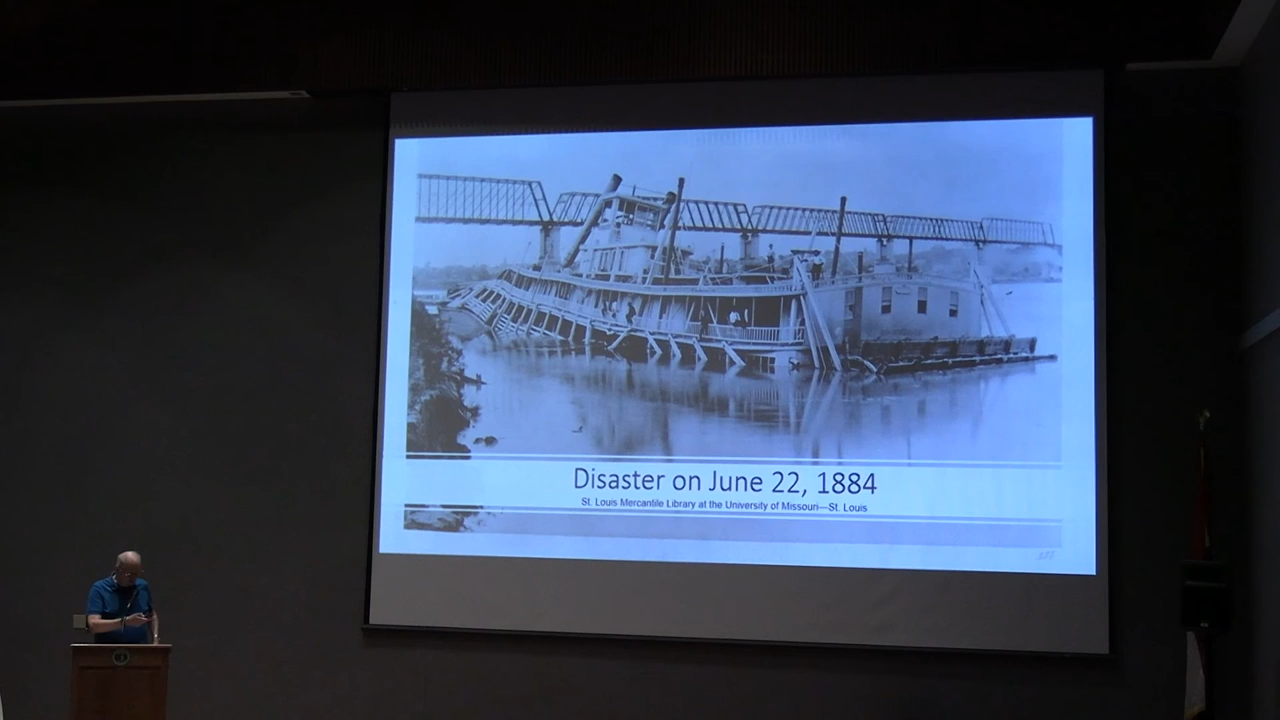 Disaster on June 22, 1884
St. Louis Mercantile Library at the University of Missouri—St. Louis